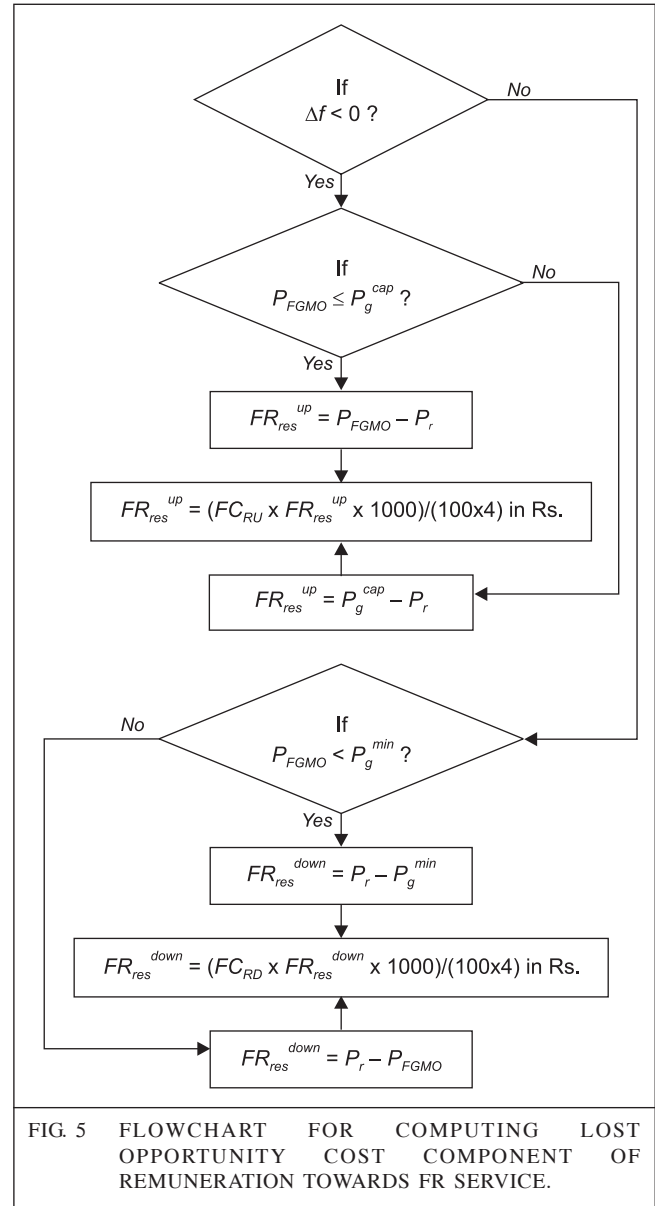 If
Δf < 0 ?
No
Yes
If
P_FGMO ≤ P_g^cap ?
No
Yes
FR_res^up = P_FGMO – P_r
FR_res^up = (FC_RU x FR_res^up x 1000)/(100x4) in Rs.
FR_res^up = P_g^cap – P_r
No
If
P_FGMO < P_g^min ?
Yes
FR_res^down = P_r – P_g^min
FR_res^down = (FC_RD x FR_res^down x 1000)/(100x4) in Rs.
FR_res^down = P_r – P_FGMO
FIG. 5 FLOWCHART FOR COMPUTING LOST
OPPORTUNITY COST COMPONENT OF
REMUNERATION TOWARDS FR SERVICE.